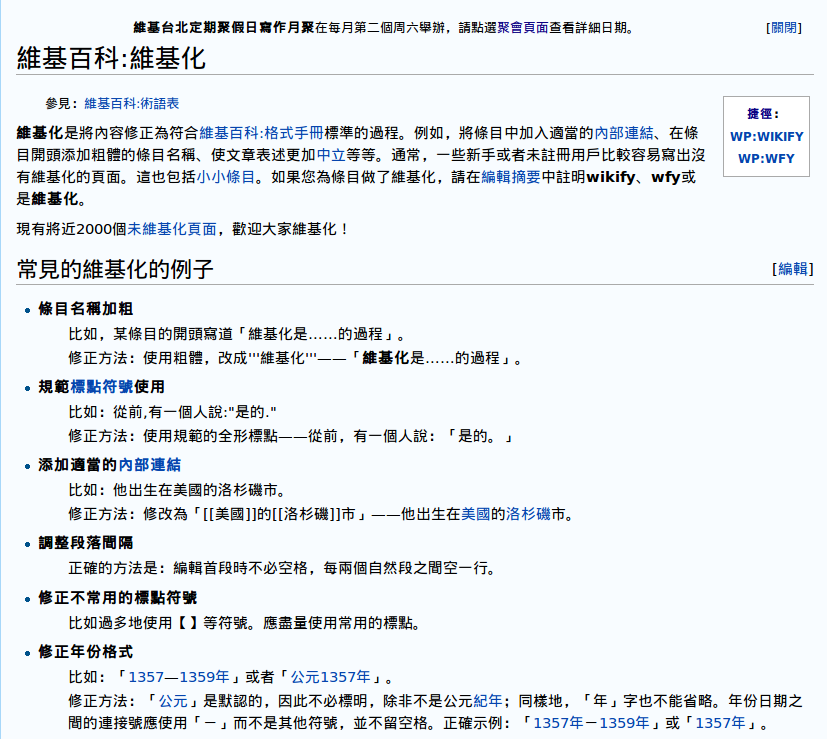 維基台北定期聚假日寫作月聚在每月第二個周六舉辦，請點選聚會頁面查看詳細日期。 [關閉]
維基百科:維基化
參見：維基百科:術語表
捷徑：
WP:WIKIFY
WP:WFY
維基化是將內容修正為符合維基百科:格式手冊標準的過程。例如，將條目中加入適當的內部連結、在條
目開頭添加粗體的條目名稱、使文章表述更加中立等等。通常，一些新手或者未註冊用戶比較容易寫出沒
有維基化的頁面。這也包括小小條目。如果您為條目做了維基化，請在編輯摘要中註明wikify、wfy或
是維基化。
現有將近2000個未維基化頁面，歡迎大家維基化！
常見的維基化的例子 [編輯]
條目名稱加粗
比如，某條目的開頭寫道「維基化是……的過程」。
修正方法：使用粗體，改成'''維基化'''——「維基化是……的過程」。
規範標點符號使用
比如：從前,有一個人說:"是的."
修正方法：使用規範的全形標點——從前，有一個人說：「是的。」
添加適當的內部連結
比如：他出生在美國的洛杉磯市。
修正方法：修改為「[[美國]]的[[洛杉磯]]市」——他出生在美國的洛杉磯市。
調整段落間隔
正確的方法是：編輯首段時不必空格，每兩個自然段之間空一行。
修正不常用的標點符號
比如過多地使用【】等符號。應盡量使用常用的標點。
修正年份格式
比如：「1357—1359年」或者「公元1357年」。
修正方法：「公元」是默認的，因此不必標明，除非不是公元紀年；同樣地，「年」字也不能省略。年份日期之
間的連接號應使用「－」而不是其他符號，並不留空格。正確示例：「1357年－1359年」或「1357年」。